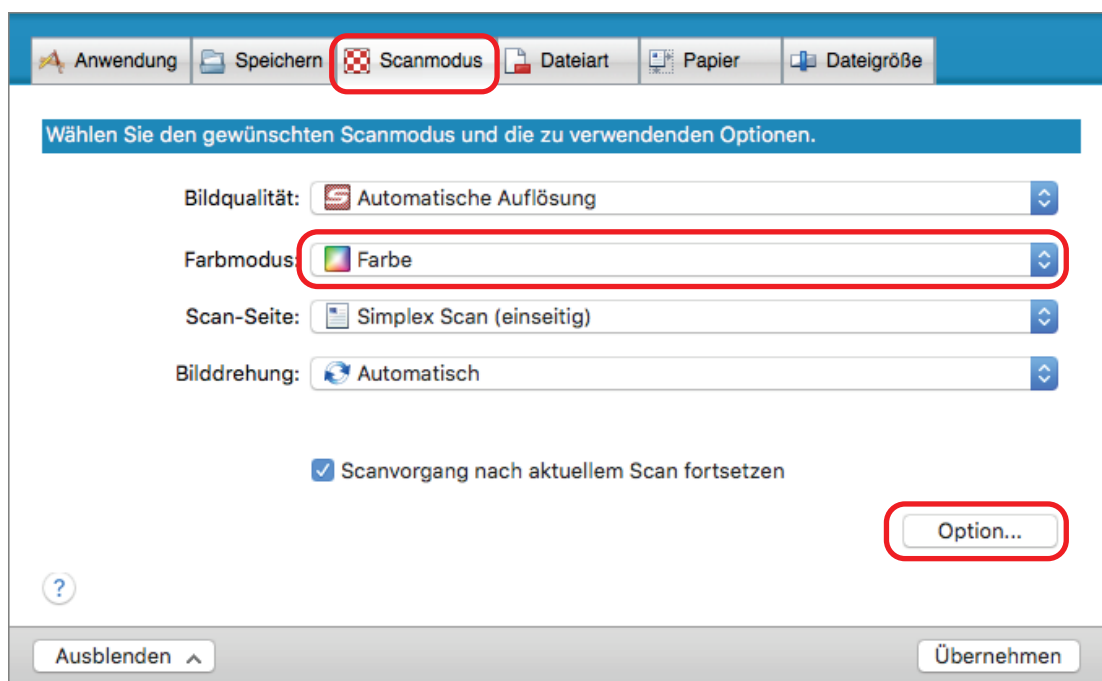 Anwendung Speichern Scanmodus Dateiart Papier Dateigröße
Wählen Sie den gewünschten Scanmodus und die zu verwendenden Optionen.
Bildqualität: Automatische Auflösung
Farbmodus: Farbe
Scan-Seite: Simplex Scan (einseitig)
Bilddrehung: Automatisch
Scanvorgang nach aktuellem Scan fortsetzen
Option...
?
Ausblenden Übernehmen